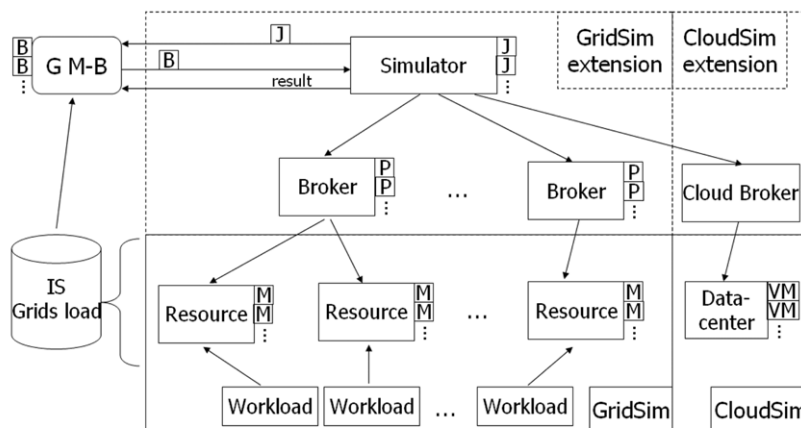 J
GridSim
extension
CloudSim
extension
B
B
⋮
G M-B
B
Simulator
J
J
⋮
result
Broker
P
P
⋮
...
Broker
P
P
⋮
Cloud Broker
IS
Grids load
Resource
M
M
⋮
Resource
M
M
⋮
...
Resource
M
M
⋮
Data-
center
VM
VM
⋮
Workload
Workload
...
Workload
GridSim
CloudSim